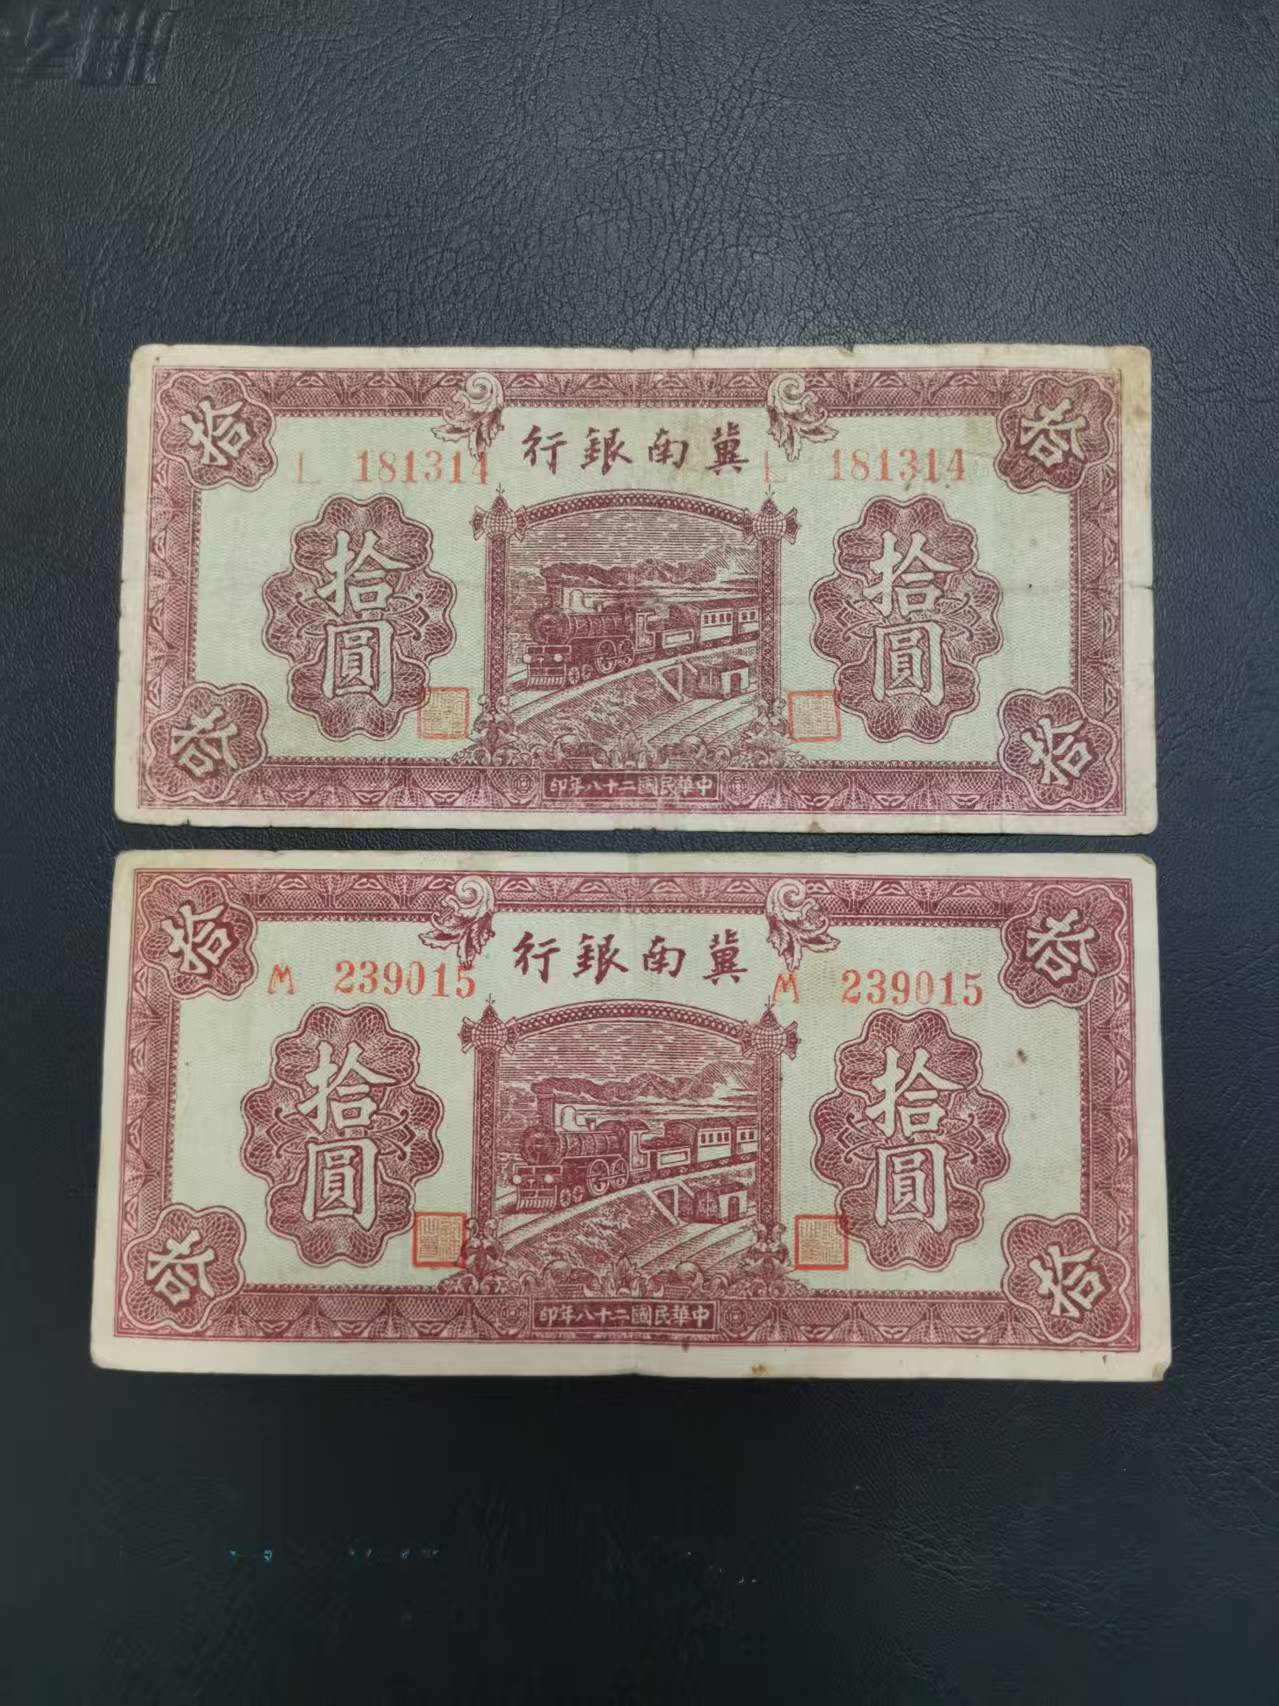 拾 拾
冀南銀行
L 181314 L 181314
拾圓 拾圓
拾 拾
中華民國二十八年印
拾 拾
冀南銀行
M 239015 M 239015
拾圓 拾圓
拾 拾
中華民國二十八年印